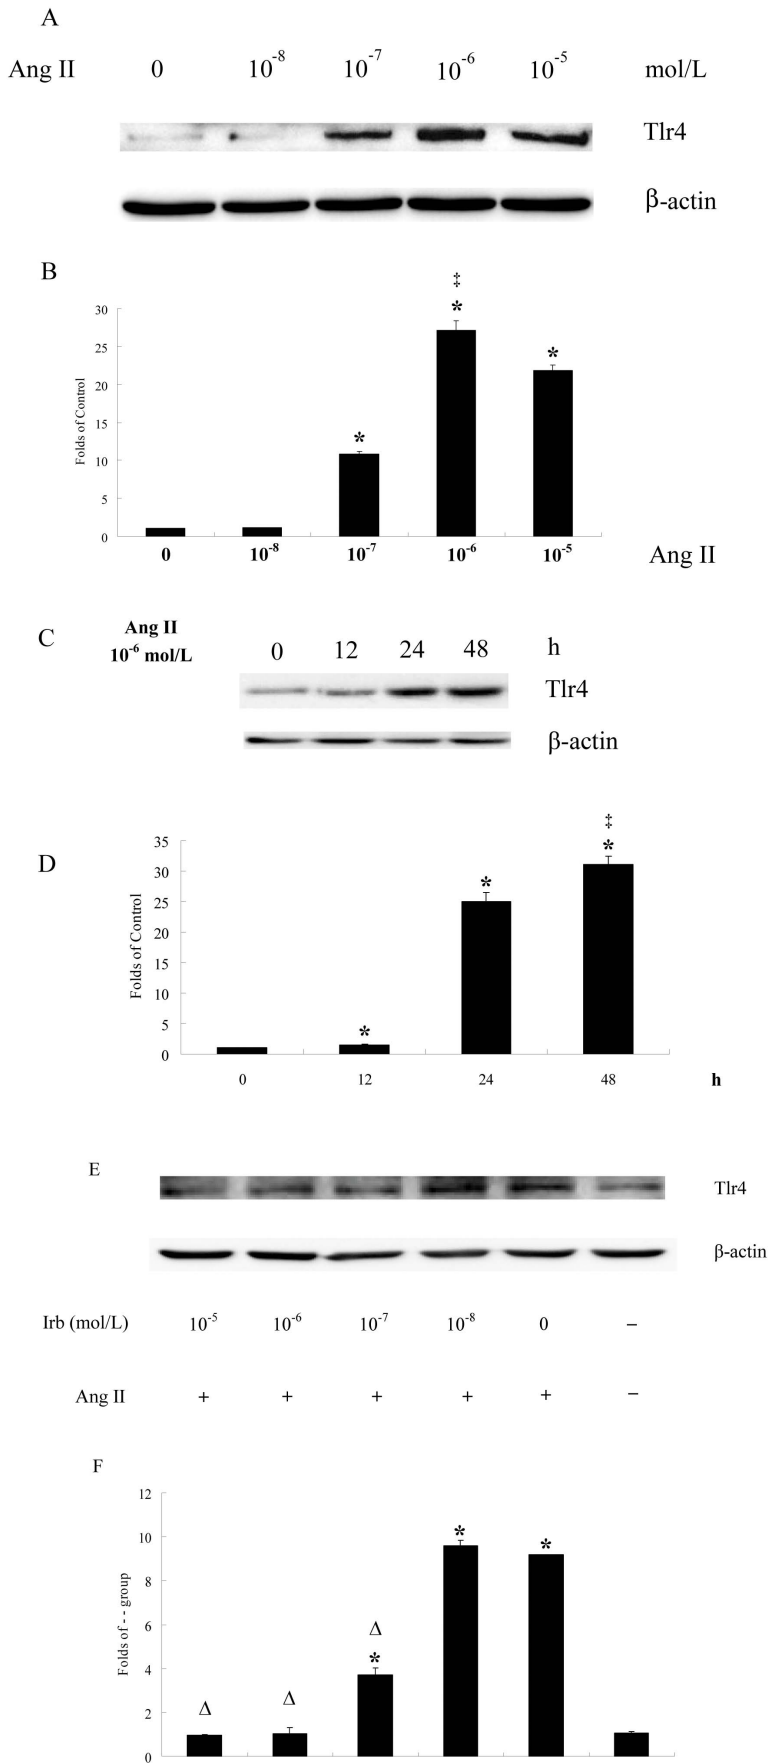 A
Ang II 0 10⁻⁸ 10⁻⁷ 10⁻⁶ 10⁻⁵ mol/L
Tlr4
β-actin
B
‡
*
*
*
30
25
20
15
10
5
0
Folds of Control
0 10⁻⁸ 10⁻⁷ 10⁻⁶ 10⁻⁵ Ang II
C
Ang II
10⁻⁶ mol/L
0 12 24 48 h
Tlr4
β-actin
D
‡
*
*
*
35
30
25
20
15
10
5
0
Folds of Control
0 12 24 48 h
E
Tlr4
β-actin
Irb (mol/L) 10⁻⁵ 10⁻⁶ 10⁻⁷ 10⁻⁸ 0 –
Ang II + + + + + –
F
12
10
8
6
4
2
0
Folds of - - group
* *
Δ
*
Δ Δ